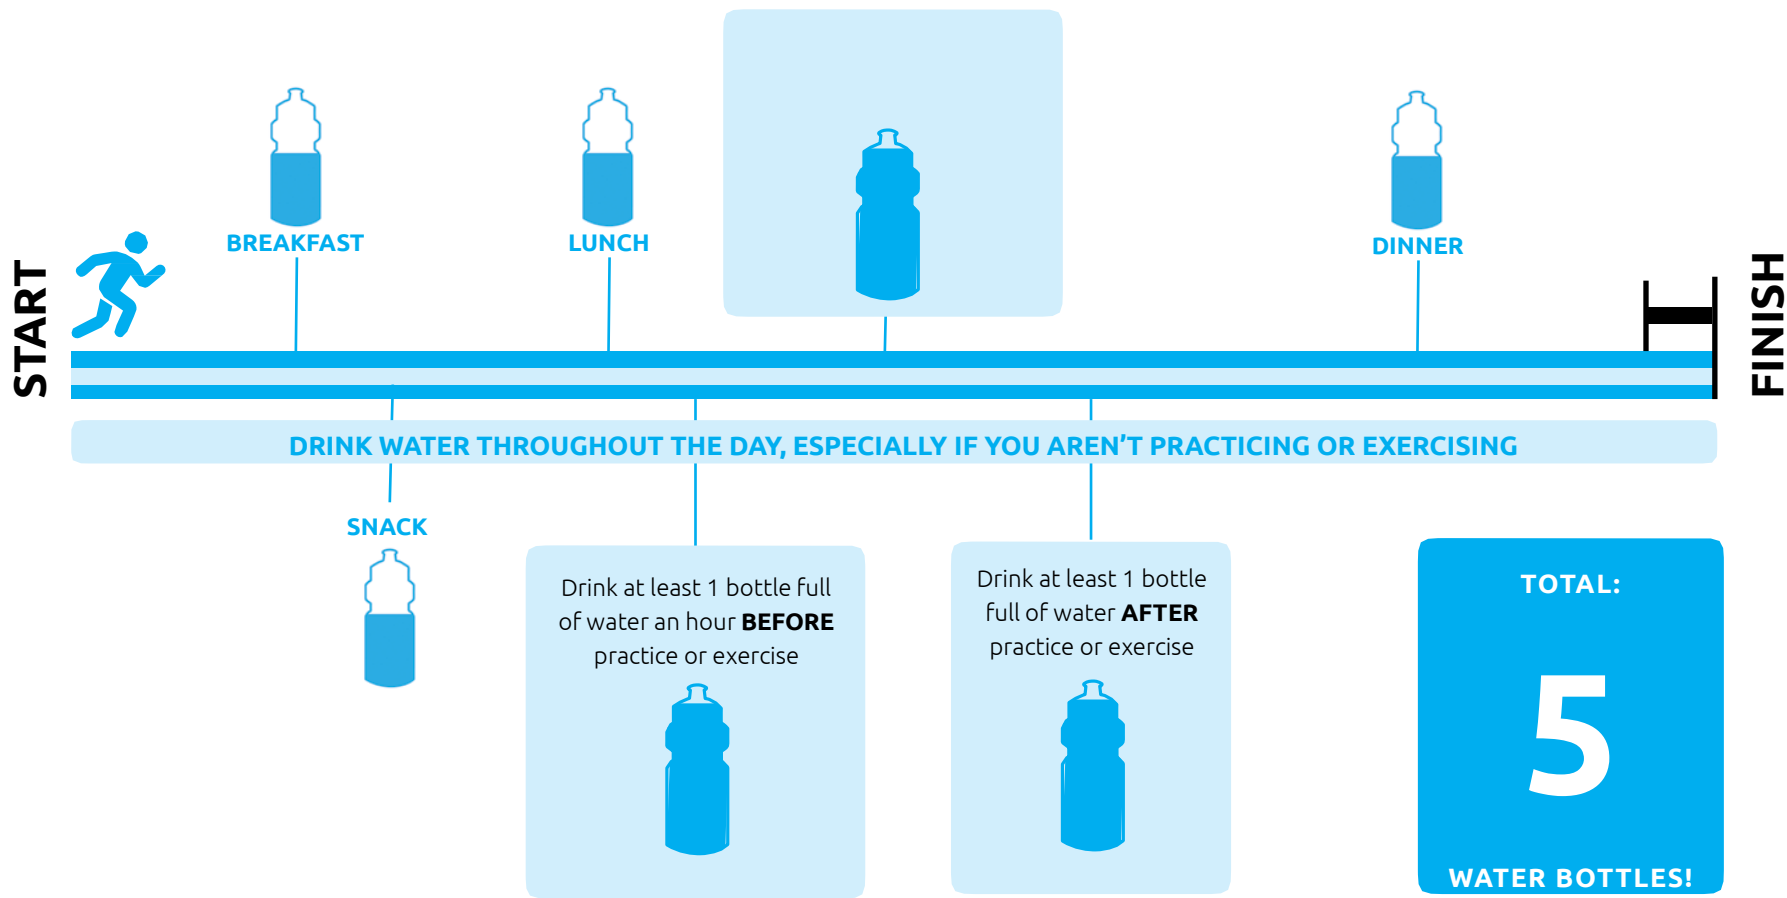 START
BREAKFAST
LUNCH
DINNER
FINISH
DRINK WATER THROUGHOUT THE DAY, ESPECIALLY IF YOU AREN'T PRACTICING OR EXERCISING
SNACK
Drink at least 1 bottle full
of water an hour BEFORE
practice or exercise
Drink at least 1 bottle
full of water AFTER
practice or exercise
TOTAL:
5
WATER BOTTLES!